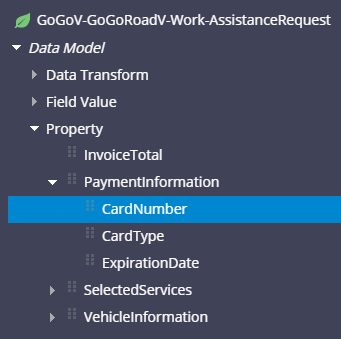 GoGoV-GoGoRoadV-Work-AssistanceRequest
Data Model
Data Transform
Field Value
Property
InvoiceTotal
PaymentInformation
CardNumber
CardType
ExpirationDate
SelectedServices
VehicleInformation